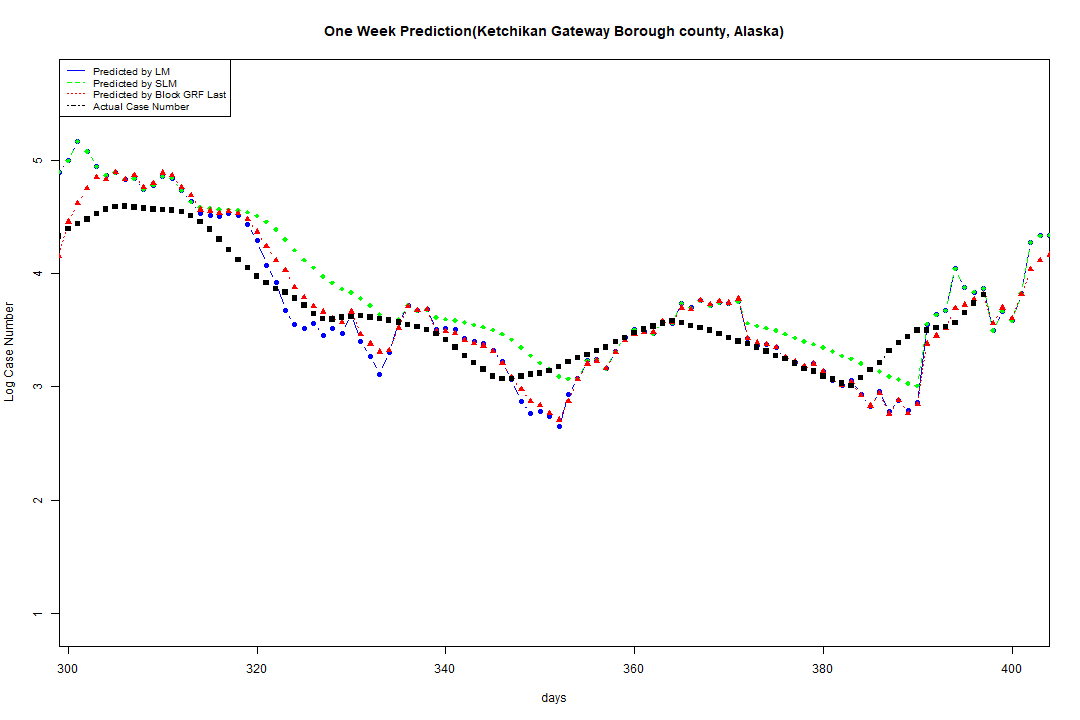 One Week Prediction(Ketchikan Gateway Borough county, Alaska)
Predicted by LM
Predicted by SLM
Predicted by Block GRF Last
Actual Case Number
5
4
3
2
1
Log Case Number
300 320 340 360 380 400
days